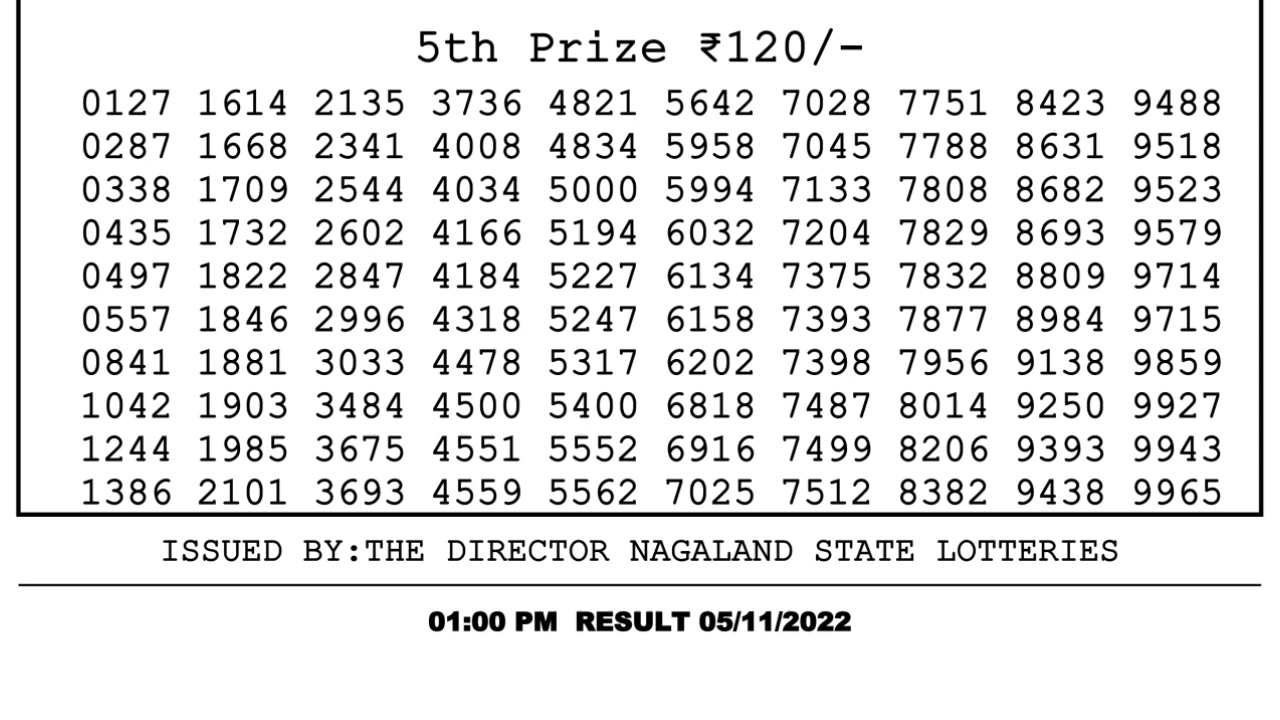 5th Prize ₹120/-
0127 1614 2135 3736 4821 5642 7028 7751 8423 9488
0287 1668 2341 4008 4834 5958 7045 7788 8631 9518
0338 1709 2544 4034 5000 5994 7133 7808 8682 9523
0435 1732 2602 4166 5194 6032 7204 7829 8693 9579
0497 1822 2847 4184 5227 6134 7375 7832 8809 9714
0557 1846 2996 4318 5247 6158 7393 7877 8984 9715
0841 1881 3033 4478 5317 6202 7398 7956 9138 9859
1042 1903 3484 4500 5400 6818 7487 8014 9250 9927
1244 1985 3675 4551 5552 6916 7499 8206 9393 9943
1386 2101 3693 4559 5562 7025 7512 8382 9438 9965
ISSUED BY:THE DIRECTOR NAGALAND STATE LOTTERIES
01:00 PM RESULT 05/11/2022